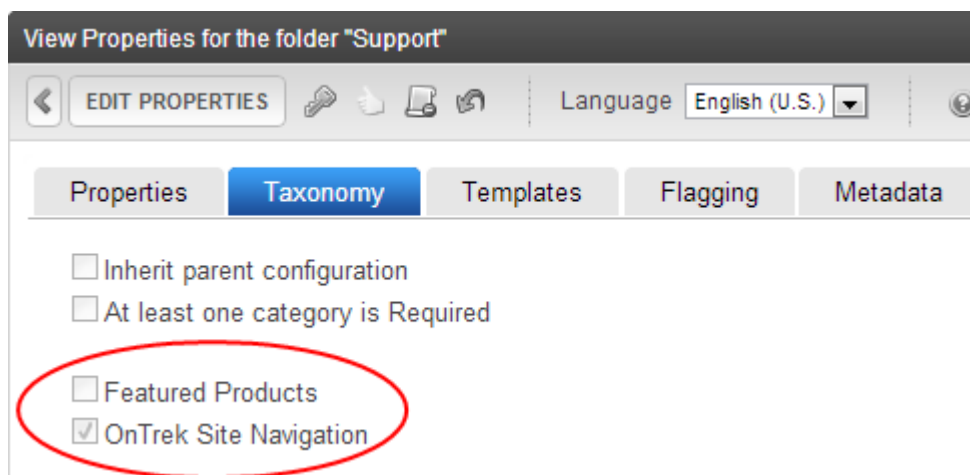 View Properties for the folder "Support"
EDIT PROPERTIES Language English (U.S.)
Properties Taxonomy Templates Flagging Metadata
Inherit parent configuration
At least one category is Required
Featured Products
OnTrek Site Navigation